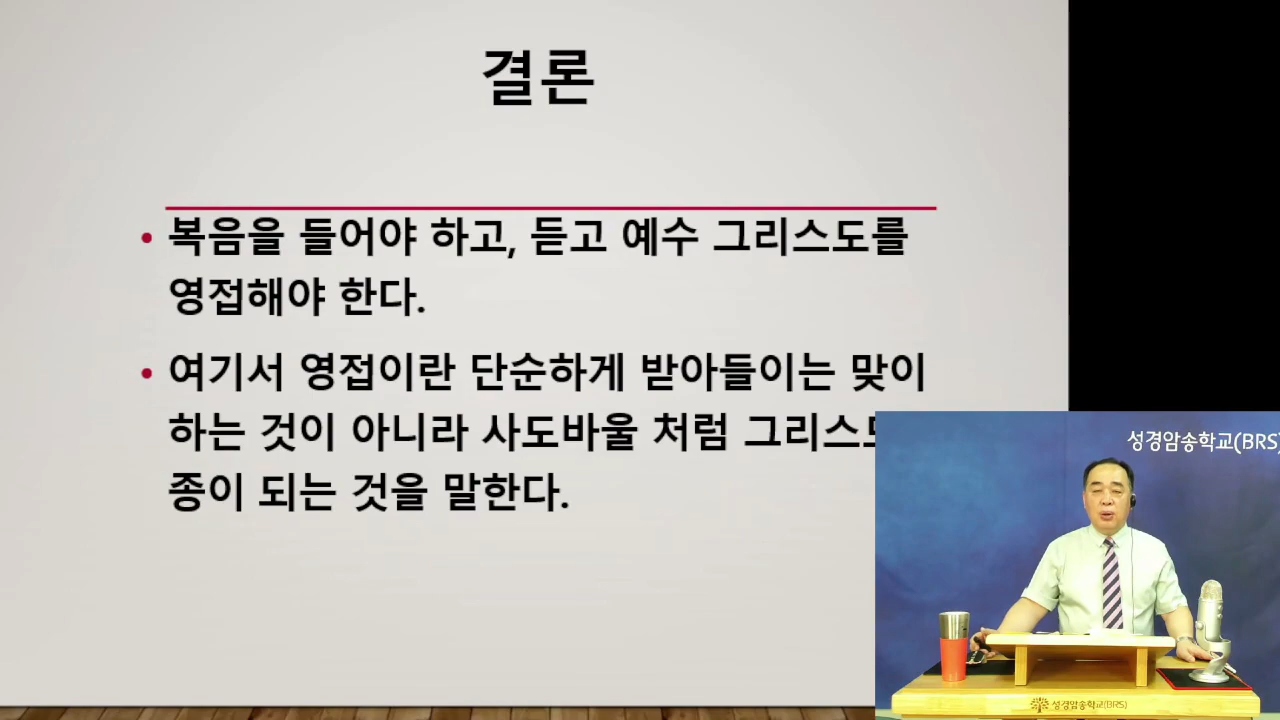 결론
복음을 들어야 하고, 듣고 예수 그리스도를
영접해야 한다.
여기서 영접이란 단순하게 받아들이는 맞이
하는 것이 아니라 사도바울 처럼
종이 되는 것을 말한다.
성경암송학교(BRS)
성경암송학교(BRS)